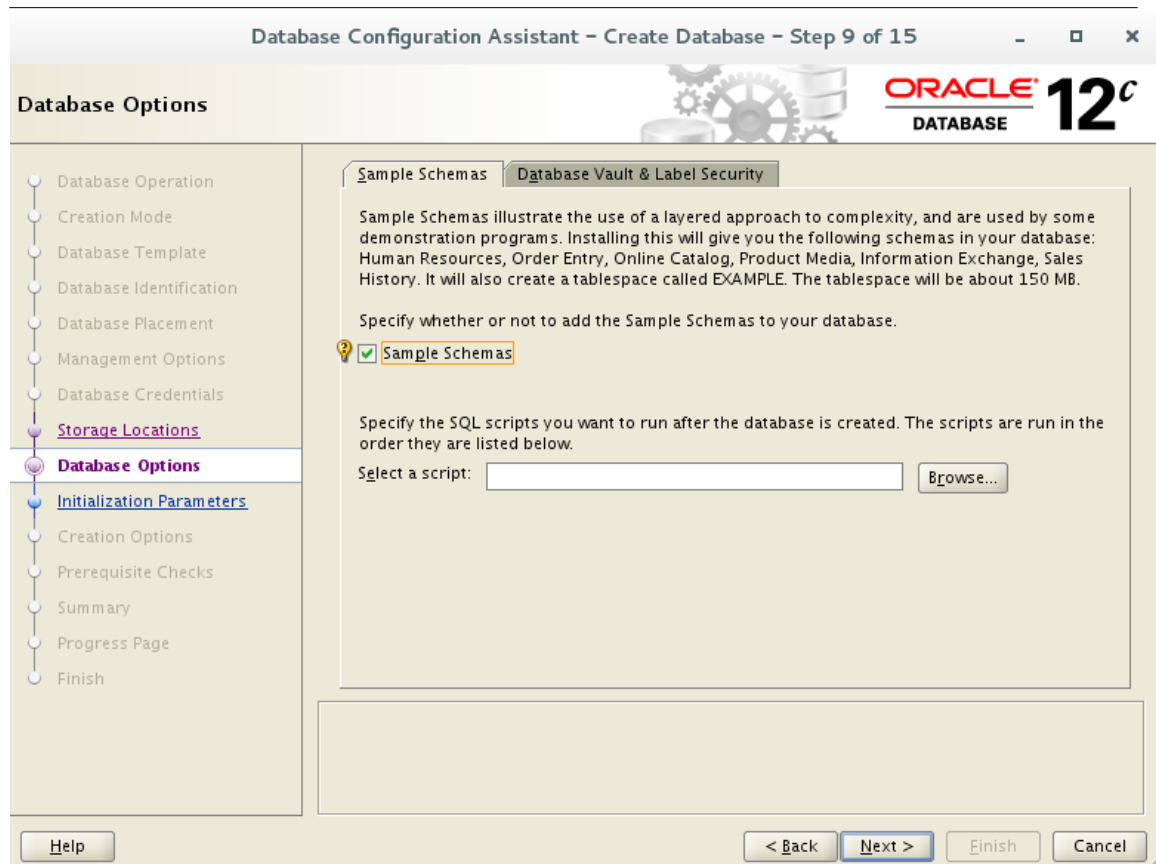 Database Configuration Assistant – Create Database – Step 9 of 15
Database Options
ORACLE
DATABASE
12c
Database Operation
Creation Mode
Database Template
Database Identification
Database Placement
Management Options
Database Credentials
Storage Locations
Database Options
Initialization Parameters
Creation Options
Prerequisite Checks
Summary
Progress Page
Finish
Sample Schemas
Database Vault & Label Security
Sample Schemas illustrate the use of a layered approach to complexity, and are used by some
demonstration programs. Installing this will give you the following schemas in your database:
Human Resources, Order Entry, Online Catalog, Product Media, Information Exchange, Sales
History. It will also create a tablespace called EXAMPLE. The tablespace will be about 150 MB.
Specify whether or not to add the Sample Schemas to your database.
Sample Schemas
Specify the SQL scripts you want to run after the database is created. The scripts are run in the
order they are listed below.
Select a script:
Browse...
Help
< Back
Next >
Finish
Cancel